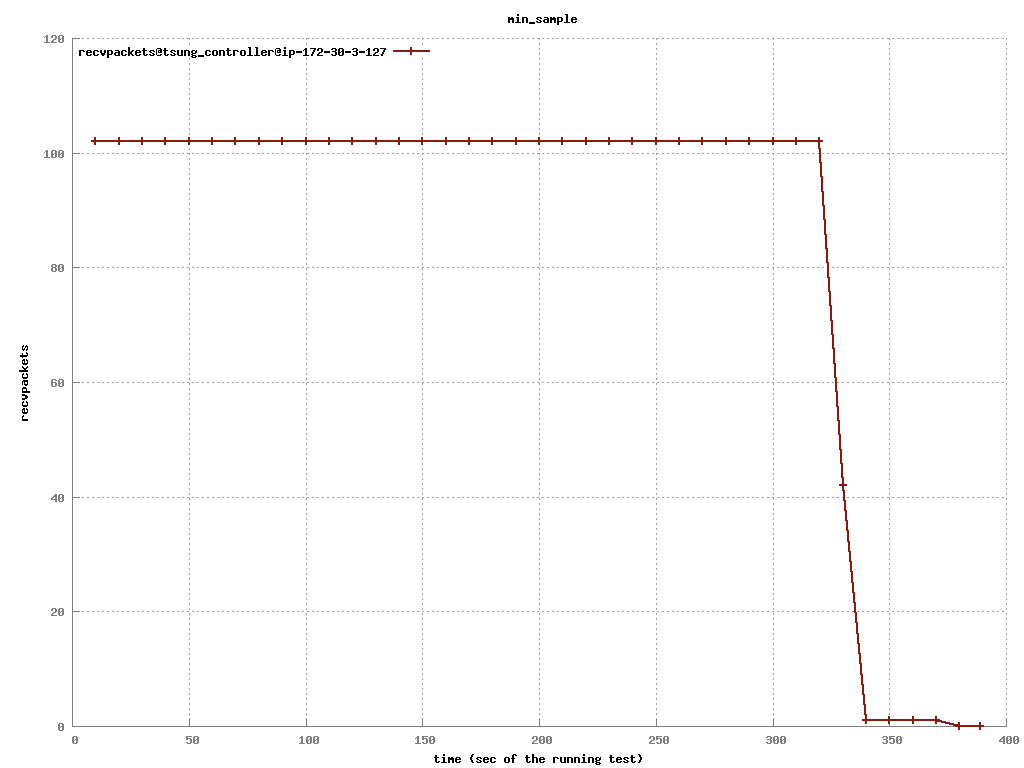 min_sample
120
recvpackets@tsung_controller@ip-172-30-3-127
100
80
60
recvpackets
40
20
0
0 50 100 150 200 250 300 350 400
time (sec of the running test)